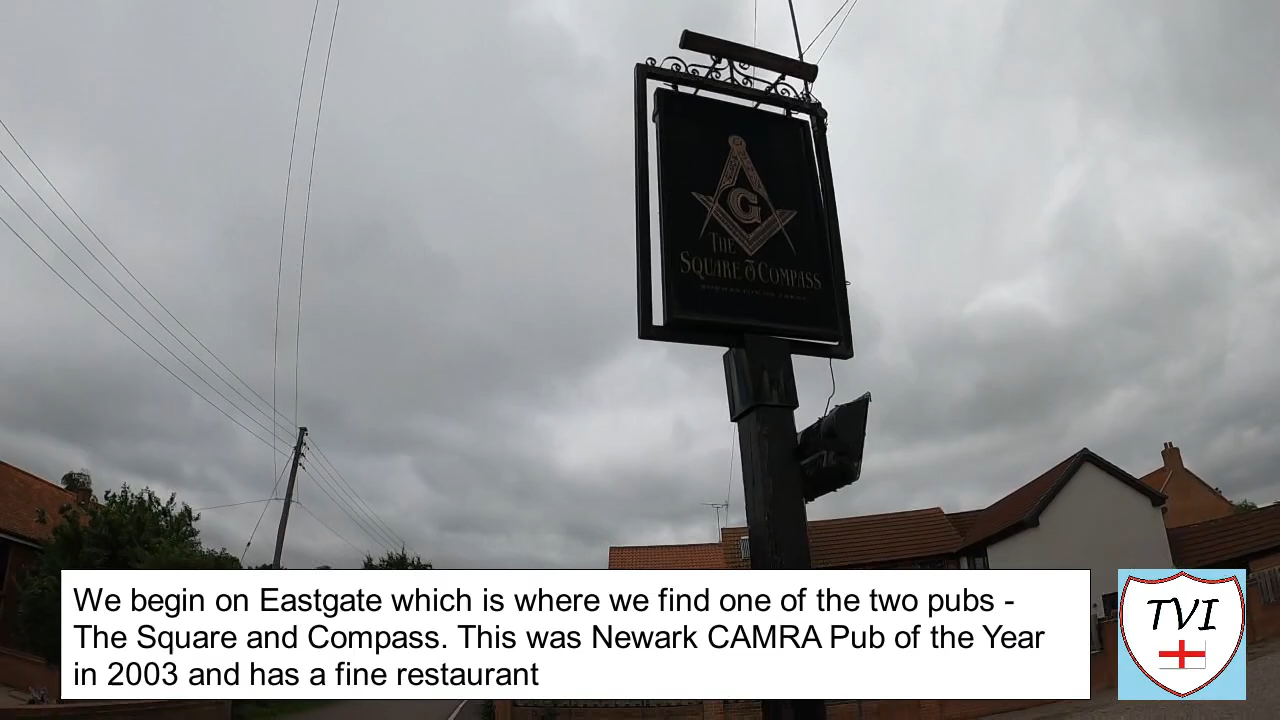 G
THE
SQUARE & COMPASS
We begin on Eastgate which is where we find one of the two pubs -
The Square and Compass. This was Newark CAMRA Pub of the Year
in 2003 and has a fine restaurant
TVI